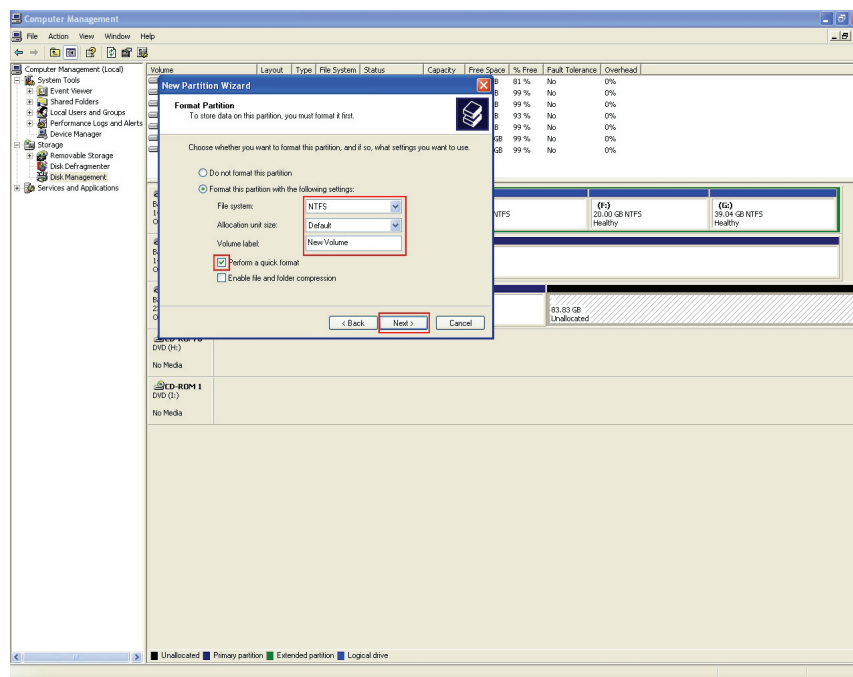 Computer Management
File Action View Window Help
Computer Management (Local)
System Tools
Event Viewer
Shared Folders
Local Users and Groups
Performance Logs and Alerts
Device Manager
Storage
Removable Storage
Disk Defragmenter
Disk Management
Services and Applications
Volume Layout Type File System Status Capacity Free Space % Free Fault Tolerance Overhead
B 81 % No 0%
B 99 % No 0%
B 99 % No 0%
B 93 % No 0%
B 99 % No 0%
GB 99 % No 0%
GB 99 % No 0%
New Partition Wizard
Format Partition
To store data on this partition, you must format it first.
Choose whether you want to format this partition, and if so, what settings you want to use.
Do not format this partition
Format this partition with the following settings:
File system: NTFS
Allocation unit size: Default
Volume label: New Volume
Perform a quick format
Enable file and folder compression
< Back Next > Cancel
NTFS
(F:)
20.00 GB NTFS
Healthy
(G:)
39.04 GB NTFS
Healthy
83.83 GB
Unallocated
DVD (H:)
No Media
CD-ROM 1
DVD (I:)
No Media
Unallocated Primary partition Extended partition Logical drive